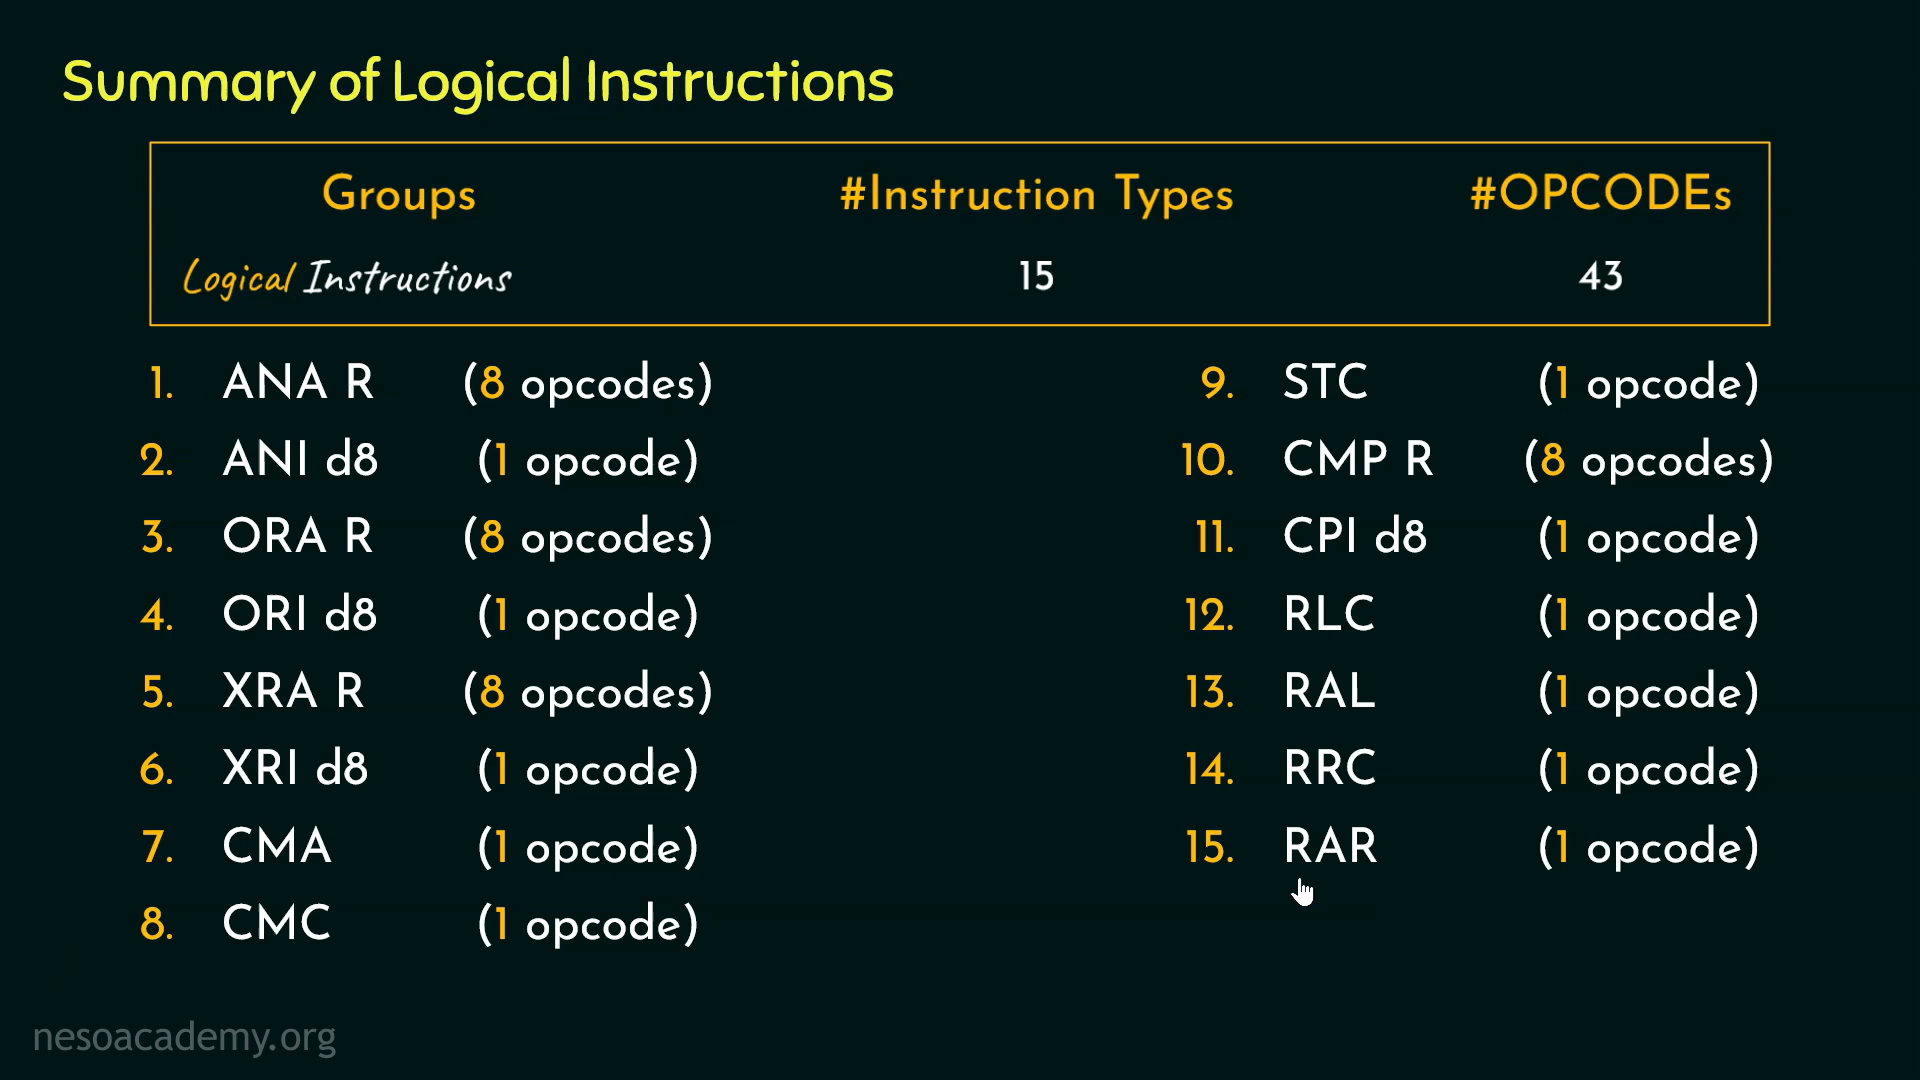 Summary of Logical Instructions
Groups #Instruction Types #OPCODEs
Logical Instructions 15 43
1. ANA R (8 opcodes)
2. ANI d8 (1 opcode)
3. ORA R (8 opcodes)
4. ORI d8 (1 opcode)
5. XRA R (8 opcodes)
6. XRI d8 (1 opcode)
7. CMA (1 opcode)
8. CMC (1 opcode)
9. STC (1 opcode)
10. CMP R (8 opcodes)
11. CPI d8 (1 opcode)
12. RLC (1 opcode)
13. RAL (1 opcode)
14. RRC (1 opcode)
15. RAR (1 opcode)
nesoacademy.org